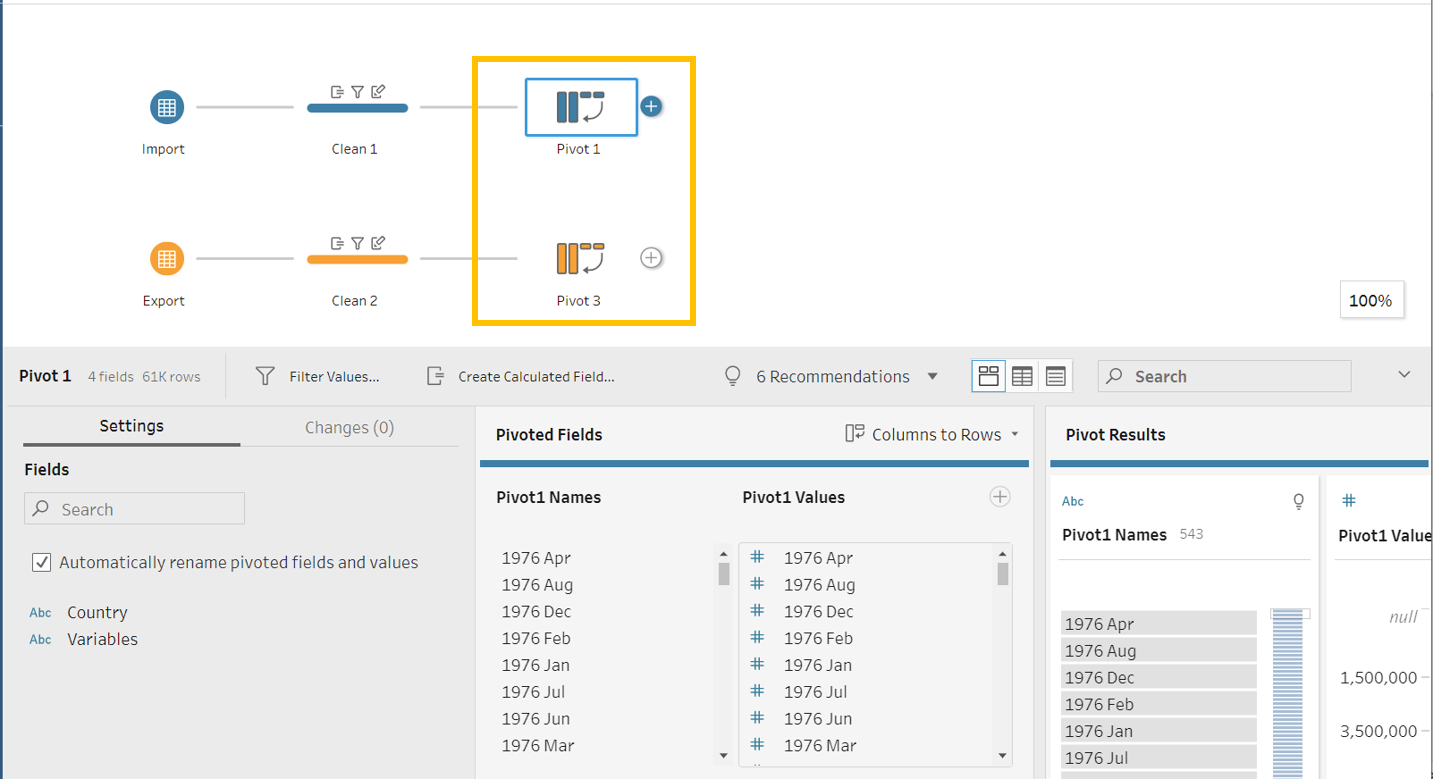 Import
Clean 1
Pivot 1
Export
Clean 2
Pivot 3
100%
Pivot 1 4 fields 61K rows
Filter Values...
Create Calculated Field...
6 Recommendations
Search
Settings
Changes (0)
Fields
Search
Automatically rename pivoted fields and values
Abc Country
Abc Variables
Pivoted Fields
Columns to Rows
Pivot1 Names
Pivot1 Values
1976 Apr
1976 Aug
1976 Dec
1976 Feb
1976 Jan
1976 Jul
1976 Jun
1976 Mar
# 1976 Apr
# 1976 Aug
# 1976 Dec
# 1976 Feb
# 1976 Jan
# 1976 Jul
# 1976 Jun
# 1976 Mar
Pivot Results
Abc
Pivot1 Names 543
1976 Apr
1976 Aug
1976 Dec
1976 Feb
1976 Jan
1976 Jul
#
Pivot1 Value
null
1,500,000
3,500,000